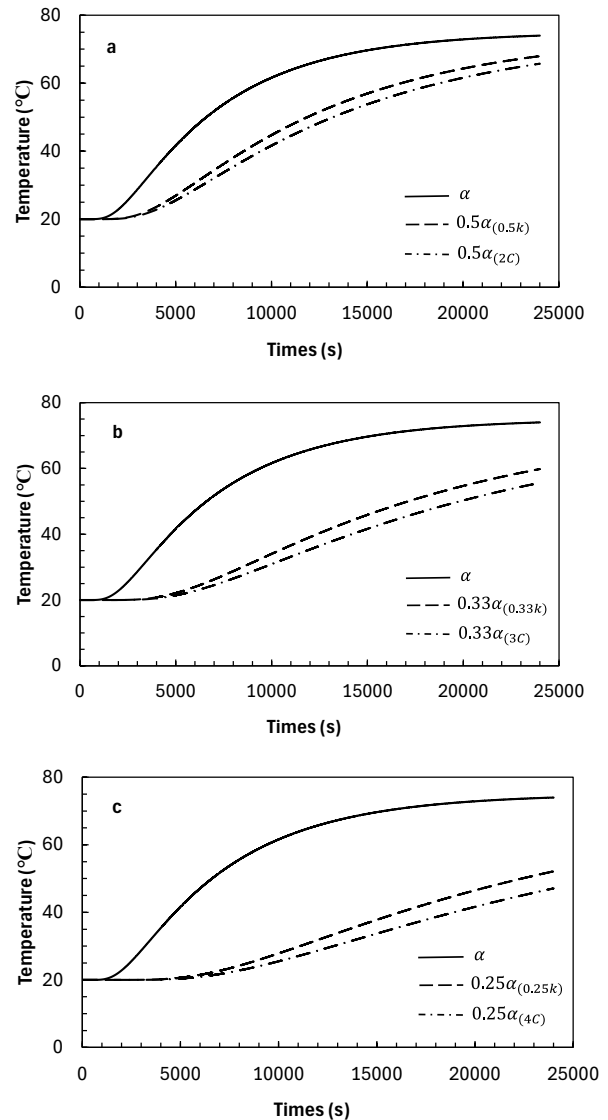 a
80
60
40
20
0
Temperature (°C)
α
0.5α(0.5k)
0.5α(2C)
0 5000 10000 15000 20000 25000
Times (s)
b
80
60
40
20
0
Temperature (°C)
α
0.33α(0.33k)
0.33α(3C)
0 5000 10000 15000 20000 25000
Times (s)
c
80
60
40
20
0
Temperature (°C)
α
0.25α(0.25k)
0.25α(4C)
0 5000 10000 15000 20000 25000
Times (s)